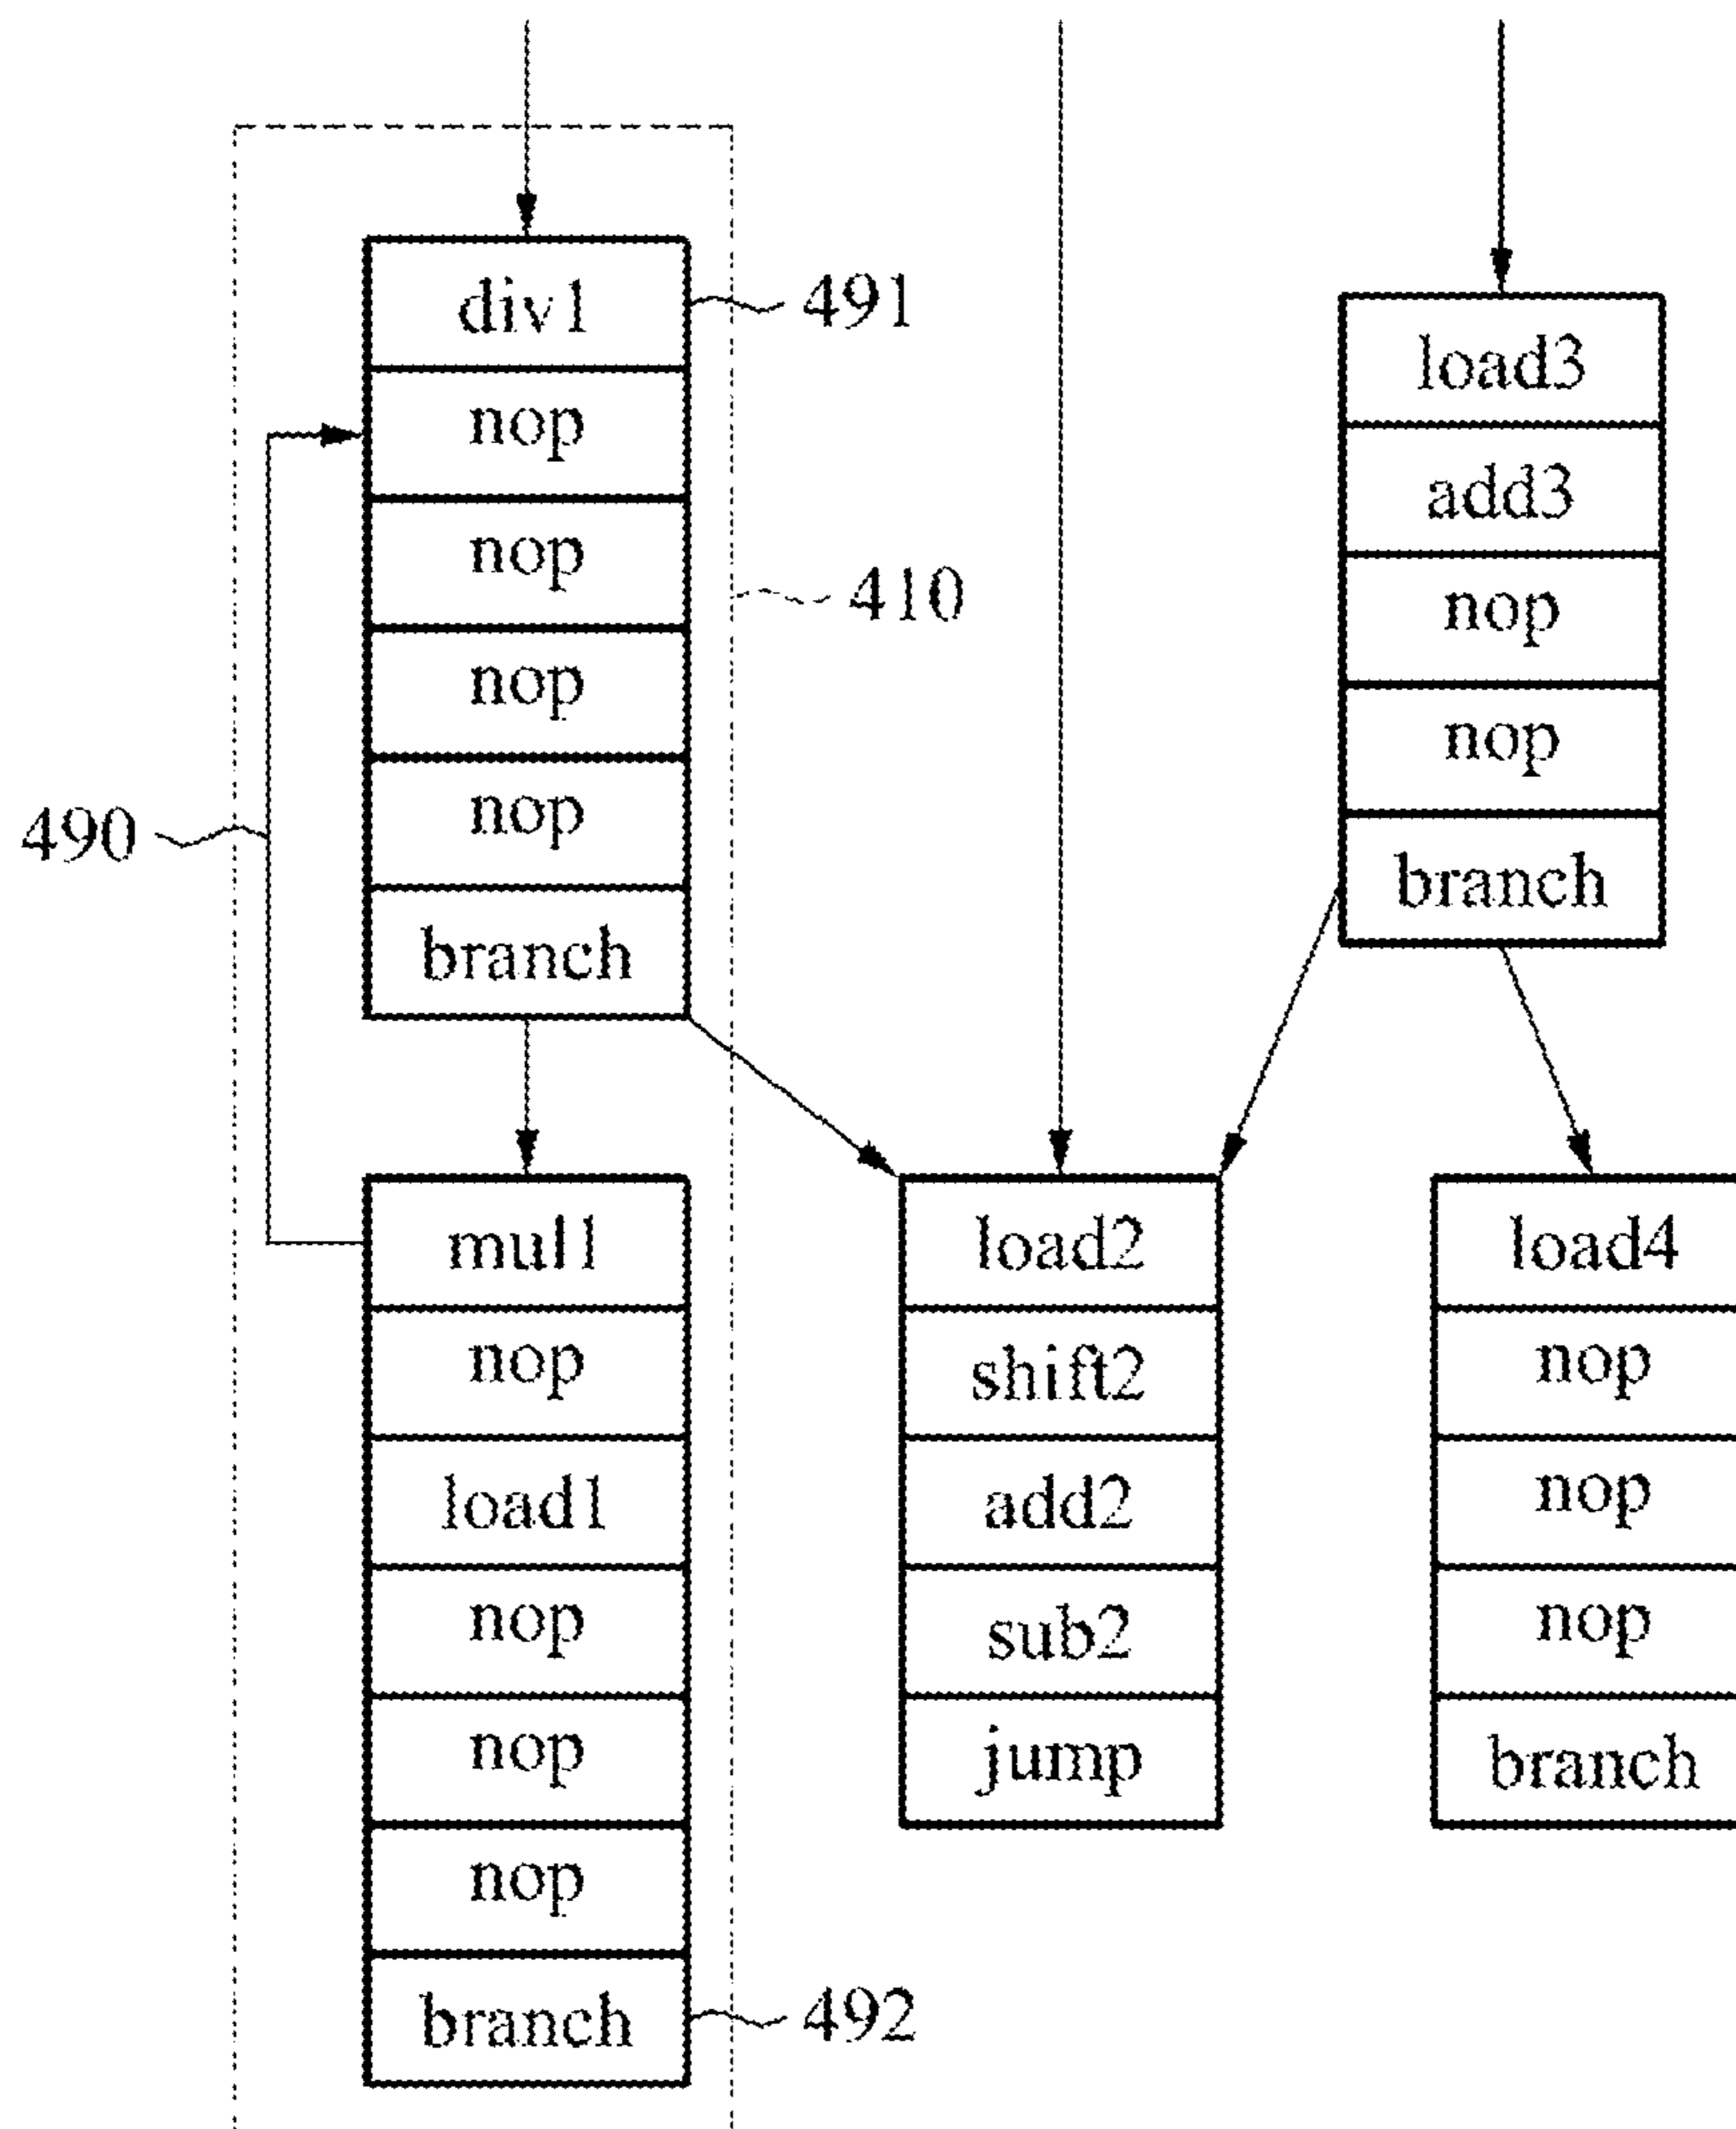 div1
491
nop
nop
410
nop
nop
490
branch
load3
add3
nop
nop
branch
mul1
nop
load1
nop
nop
nop
branch
492
load2
shift2
add2
sub2
jump
load4
nop
nop
nop
branch